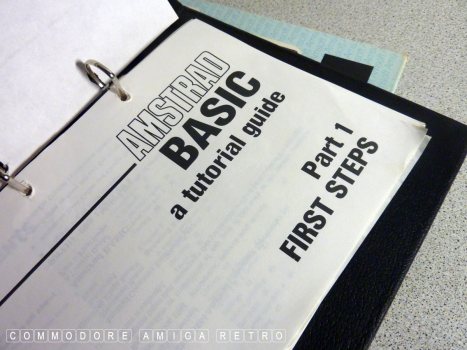 AMSTRAD
BASIC
a tutorial guide
Part 1
FIRST STEPS
COMMODORE AMIGA RETRO